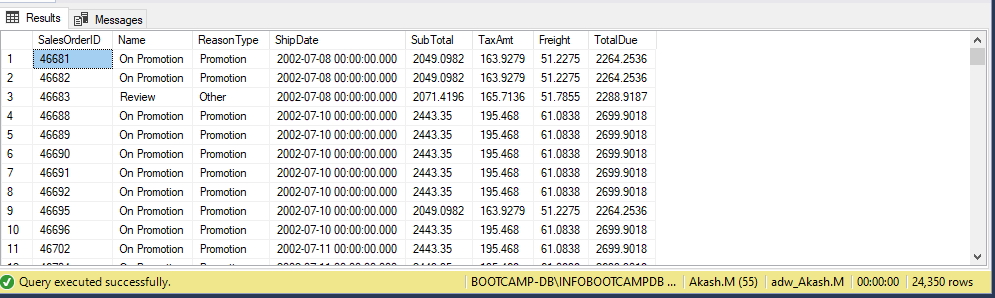 Results Messages
SalesOrderID Name ReasonType ShipDate SubTotal TaxAmt Freight TotalDue
1 46681 On Promotion Promotion 2002-07-08 00:00:00.000 2049.0982 163.9279 51.2275 2264.2536
2 46682 On Promotion Promotion 2002-07-08 00:00:00.000 2049.0982 163.9279 51.2275 2264.2536
3 46683 Review Other 2002-07-08 00:00:00.000 2071.4196 165.7136 51.7855 2288.9187
4 46688 On Promotion Promotion 2002-07-10 00:00:00.000 2443.35 195.468 61.0838 2699.9018
5 46689 On Promotion Promotion 2002-07-10 00:00:00.000 2443.35 195.468 61.0838 2699.9018
6 46690 On Promotion Promotion 2002-07-10 00:00:00.000 2443.35 195.468 61.0838 2699.9018
7 46691 On Promotion Promotion 2002-07-10 00:00:00.000 2443.35 195.468 61.0838 2699.9018
8 46692 On Promotion Promotion 2002-07-10 00:00:00.000 2443.35 195.468 61.0838 2699.9018
9 46695 On Promotion Promotion 2002-07-10 00:00:00.000 2049.0982 163.9279 51.2275 2264.2536
10 46696 On Promotion Promotion 2002-07-10 00:00:00.000 2443.35 195.468 61.0838 2699.9018
11 46702 On Promotion Promotion 2002-07-11 00:00:00.000 2443.35 195.468 61.0838 2699.9018
Query executed successfully. BOOTCAMP-DB\INFOBOOTCAMPDB ... Akash.M (55) adw_Akash.M 00:00:00 24,350 rows